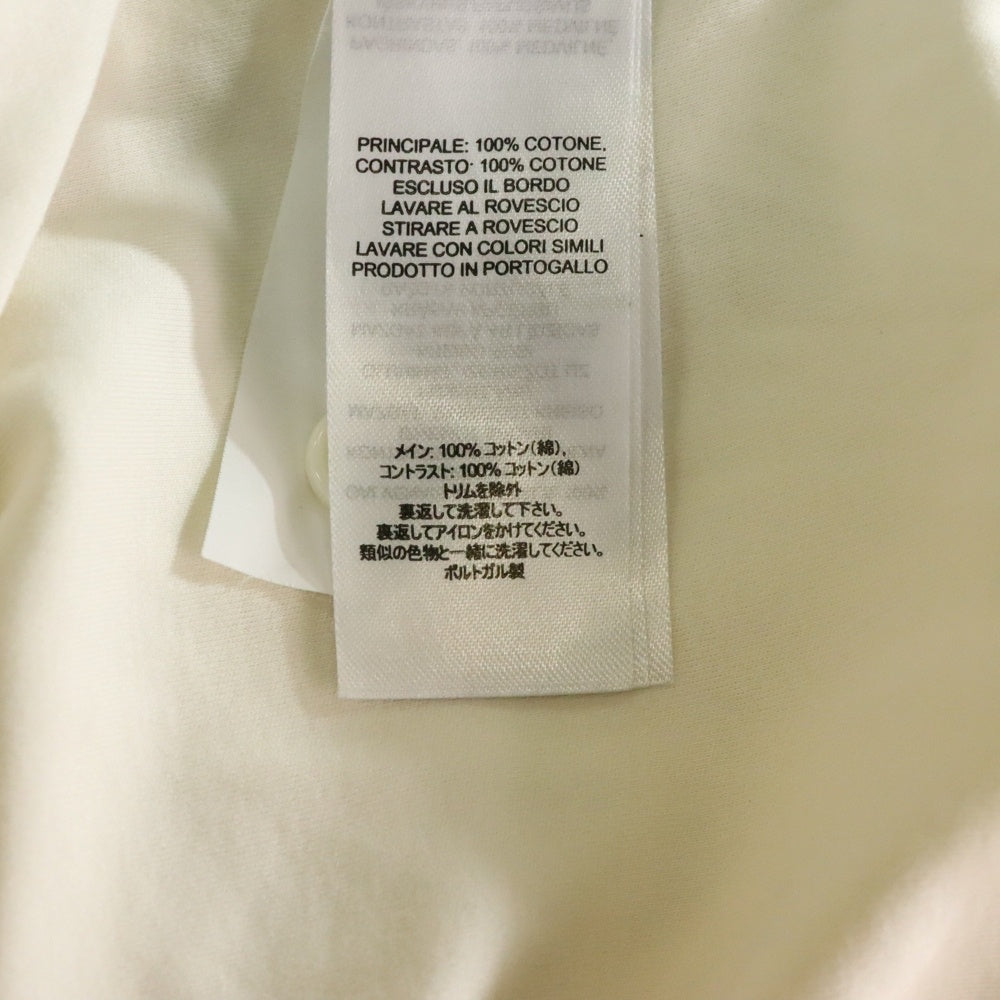 PRINCIPALE: 100% COTONE,
CONTRASTO: 100% COTONE
ESCLUSO IL BORDO
LAVARE AL ROVESCIO
STIRARE A ROVESCIO
LAVARE CON COLORI SIMILI
PRODOTTO IN PORTOGALLO
メイン: 100% コットン(綿),
コントラスト: 100% コットン(綿)
トリムを除外
裏返して洗濯して下さい。
裏返してアイロンをかけてください。
類似の色物と一緒に洗濯してください。
ポルトガル製